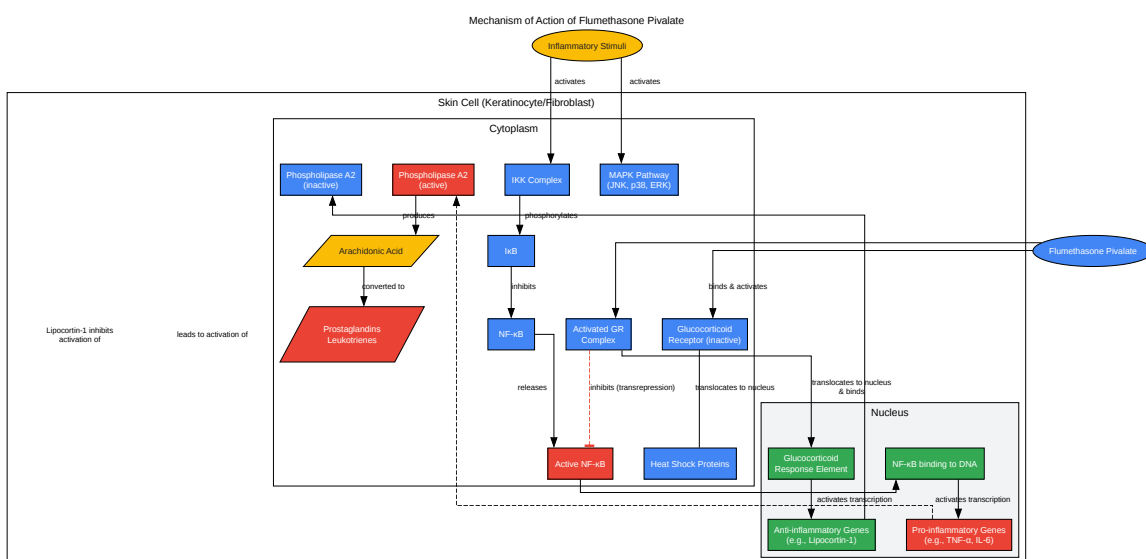 Mechanism of Action of Flumethasone Pivalate
Inflammatory Stimuli
activates
activates
Skin Cell (Keratinocyte/Fibroblast)
Cytoplasm
Phospholipase A2
(inactive)
Phospholipase A2
(active)
IKK Complex
MAPK Pathway
(JNK, p38, ERK)
produces
phosphorylates
Arachidonic Acid
IκB
Flumethasone Pivalate
converted to
inhibits
binds & activates
Prostaglandins
Leukotrienes
NF-κB
Activated GR
Complex
Glucocorticoid
Receptor (inactive)
Lipocortin-1 inhibits
activation of
leads to activation of
releases
inhibits (transrepression)
translocates to nucleus
translocates to nucleus
& binds
Nucleus
Active NF-κB
Heat Shock Proteins
Glucocorticoid
Response Element
NF-κB binding to DNA
activates transcription
activates transcription
Anti-inflammatory Genes
(e.g., Lipocortin-1)
Pro-inflammatory Genes
(e.g., TNF-α, IL-6)